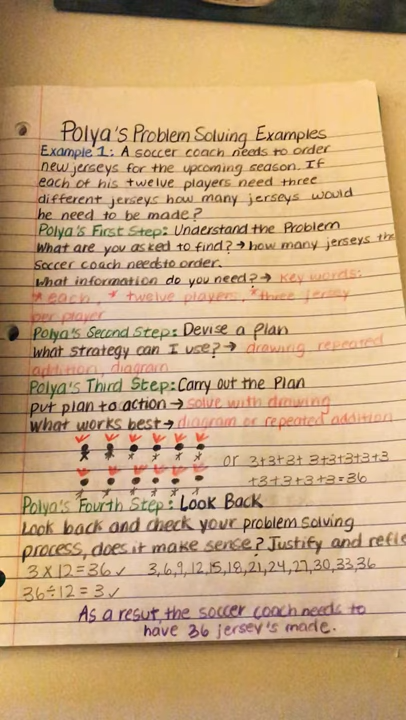 Polya's Problem Solving Examples
Example 1: A soccer coach needs to order
new jerseys for the upcoming season. If
each of his twelve players need three
different jerseys how many jerseys would
he need to be made?
Polya's First Step: Understand the Problem
What are you asked to find? → how many jerseys the
soccer coach needs to order.
What information do you need? → Key words:
* each, * twelve players, * three jersey
per player
Polya's Second Step: Devise a Plan
What strategy can I use? → drawing, repeated
addition, diagram
Polya's Third Step: Carry out the Plan
put plan to action → solve with drawing
What works best → diagram or repeated addition
or 3+3+3+3+3+3+3+3
+3+3+3+3=36
Polya's Fourth Step: Look Back
Look back and check your problem solving
process, does it make sense? Justify and refle
3×12=36 ✓ 3,6,9,12,15,18,21,24,27,30,33,36
36÷12=3 ✓
As a resut, the soccer coach needs to
have 36 jersey's made.